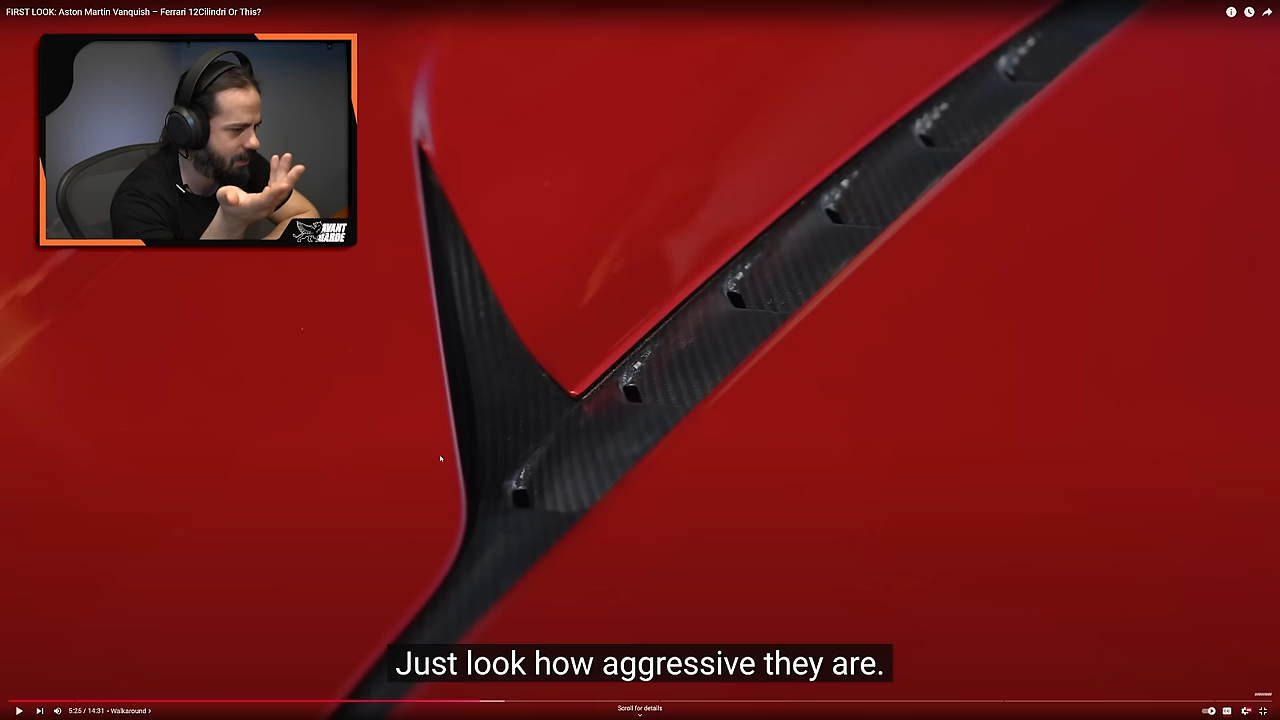 FIRST LOOK: Aston Martin Vanquish – Ferrari 12Cilindri Or This?
AVANT
GARDE
Just look how aggressive they are.
5:25 / 14:31 • Walkaround ›
Scroll for details